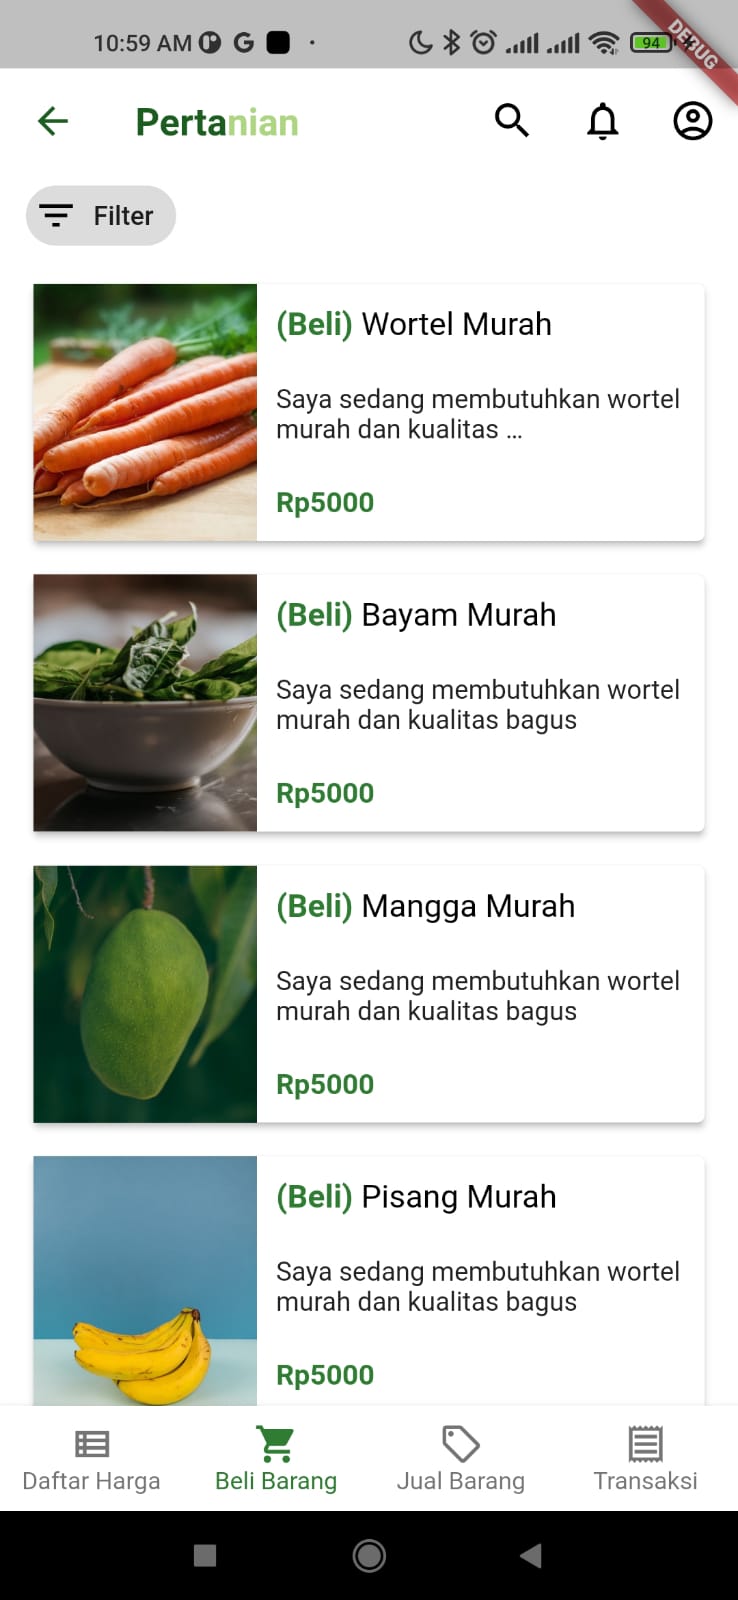 10:59 AM
94
DEBUG
Pertanian
Filter
(Beli) Wortel Murah
Saya sedang membutuhkan wortel
murah dan kualitas ...
Rp5000
(Beli) Bayam Murah
Saya sedang membutuhkan wortel
murah dan kualitas bagus
Rp5000
(Beli) Mangga Murah
Saya sedang membutuhkan wortel
murah dan kualitas bagus
Rp5000
(Beli) Pisang Murah
Saya sedang membutuhkan wortel
murah dan kualitas bagus
Rp5000
Daftar Harga Beli Barang Jual Barang Transaksi